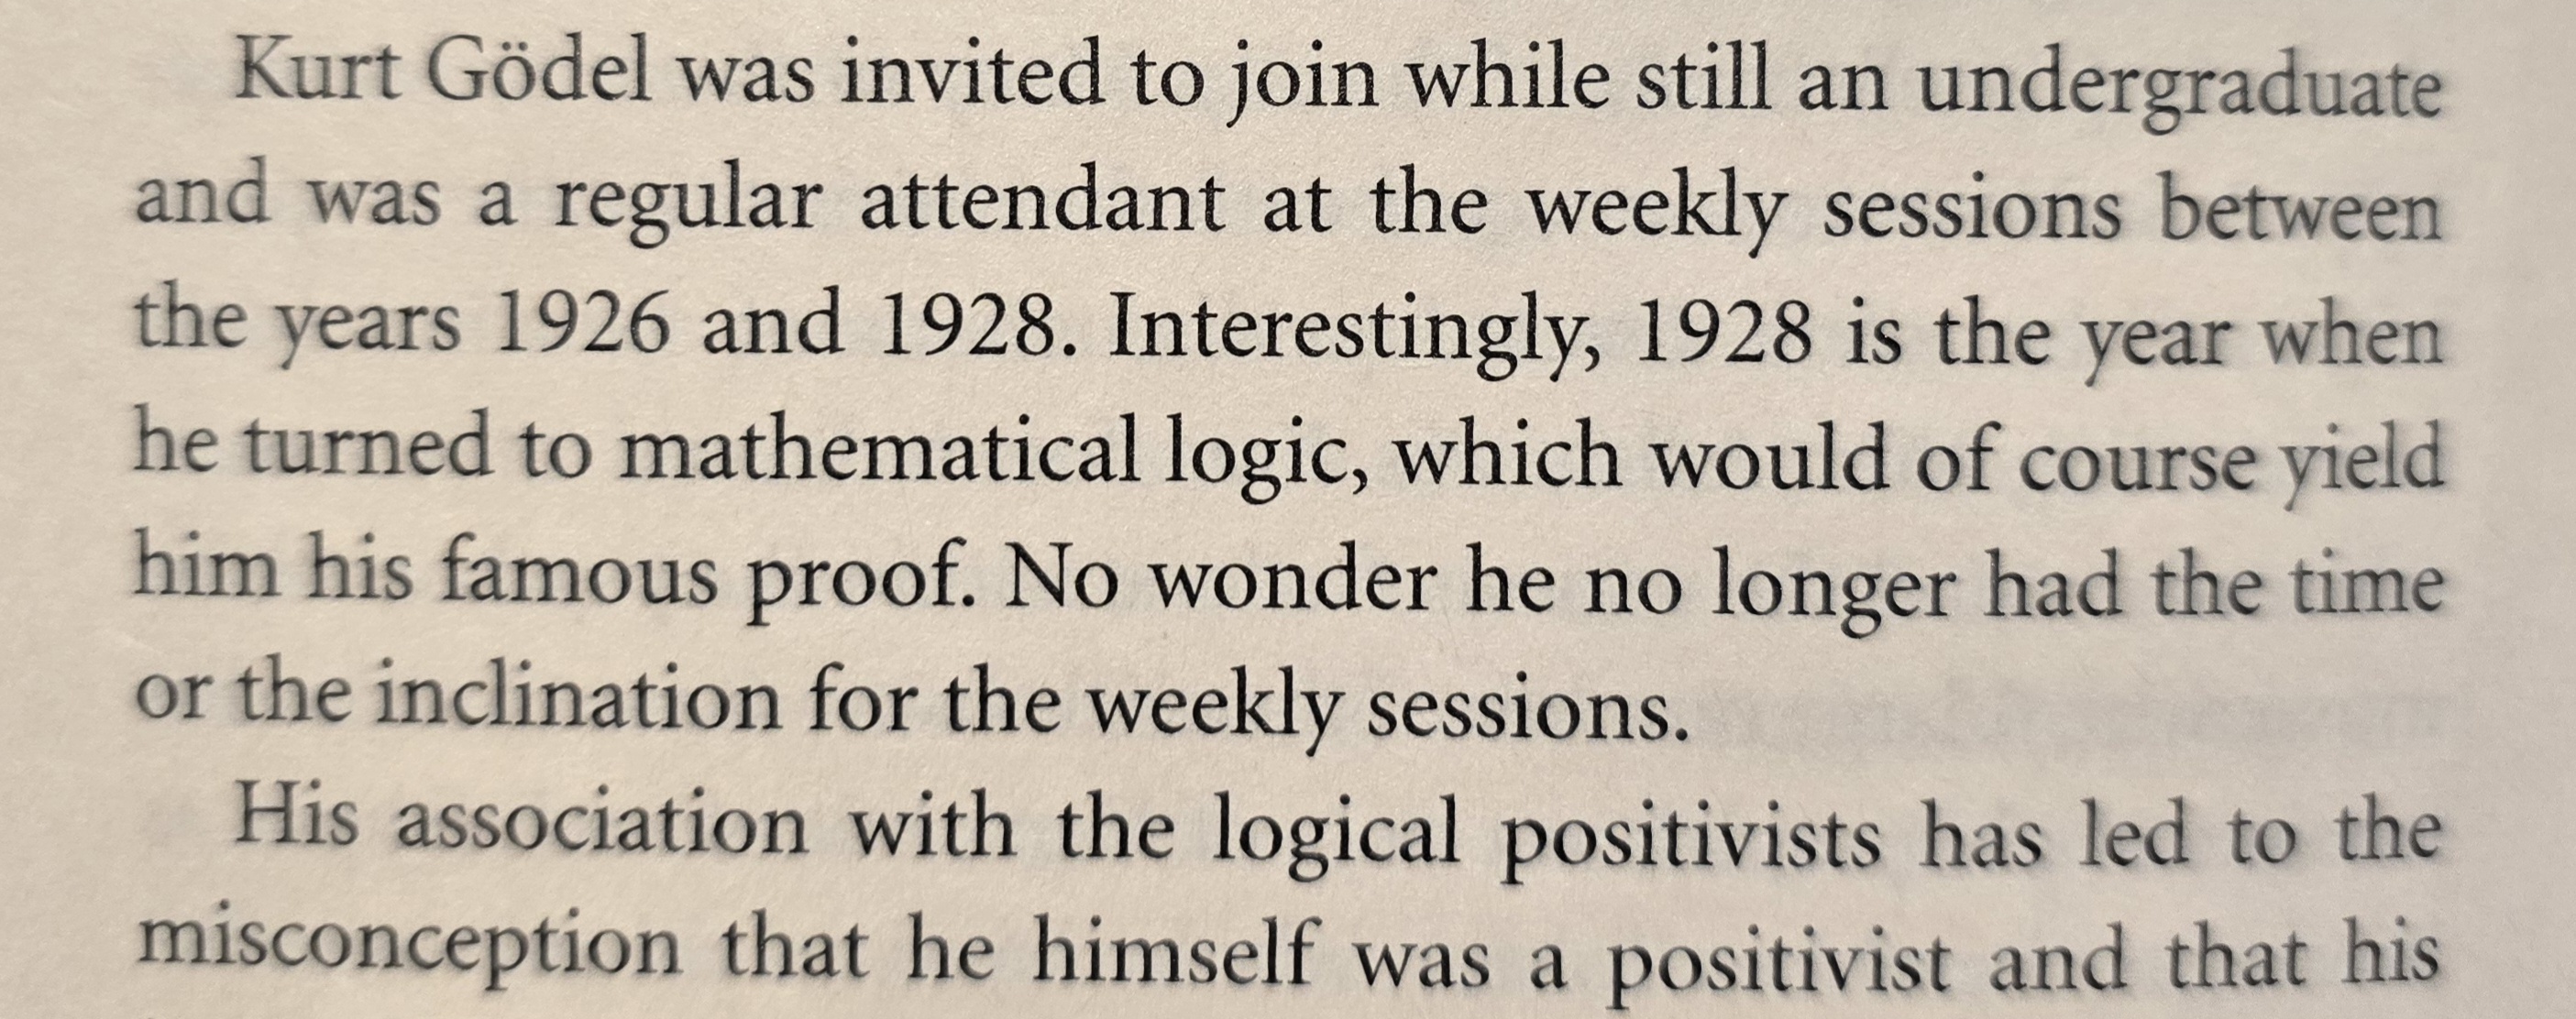 Kurt Gödel was invited to join while still an undergraduate
and was a regular attendant at the weekly sessions between
the years 1926 and 1928. Interestingly, 1928 is the year when
he turned to mathematical logic, which would of course yield
him his famous proof. No wonder he no longer had the time
or the inclination for the weekly sessions.
His association with the logical positivists has led to the
misconception that he himself was a positivist and that his